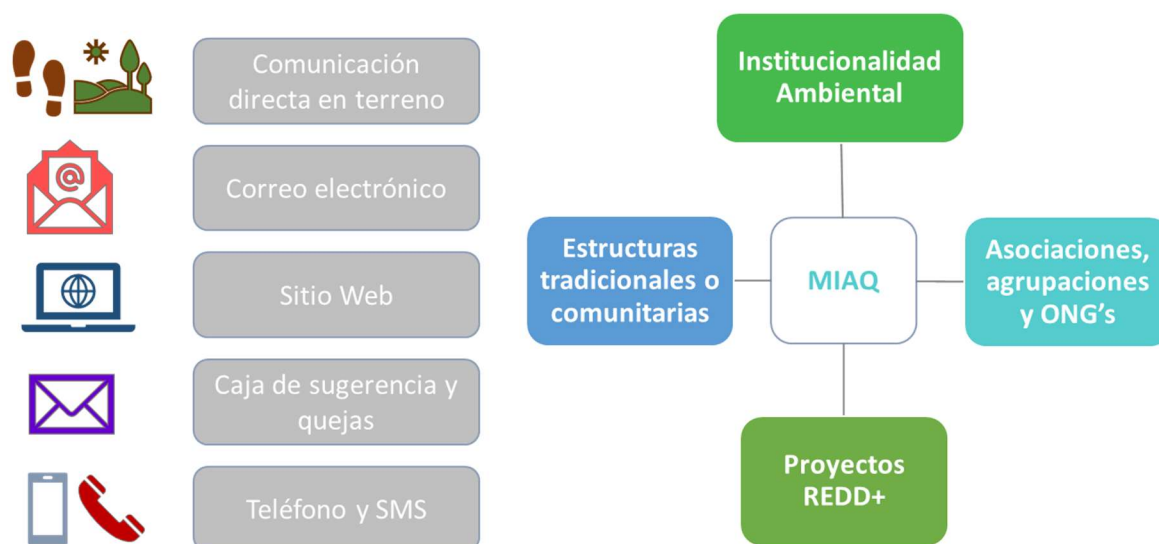 Comunicación
directa en terreno
@
Correo electrónico
Sitio Web
Caja de sugerencia y
quejas
Teléfono y SMS
Institucionalidad
Ambiental
Estructuras
tradicionales o
comunitarias
MIAQ
Asociaciones,
agrupaciones
y ONG's
Proyectos
REDD+